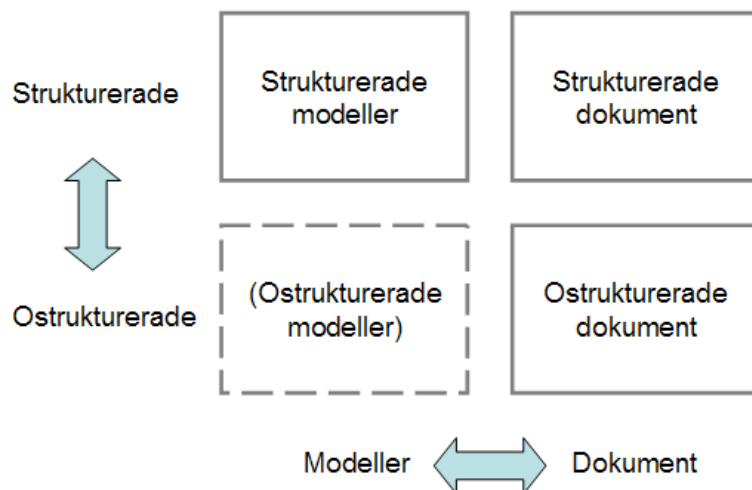 Strukturerade
Strukturerade
modeller
Strukturerade
dokument
Ostrukturerade
(Ostrukturerade
modeller)
Ostrukturerade
dokument
Modeller
Dokument